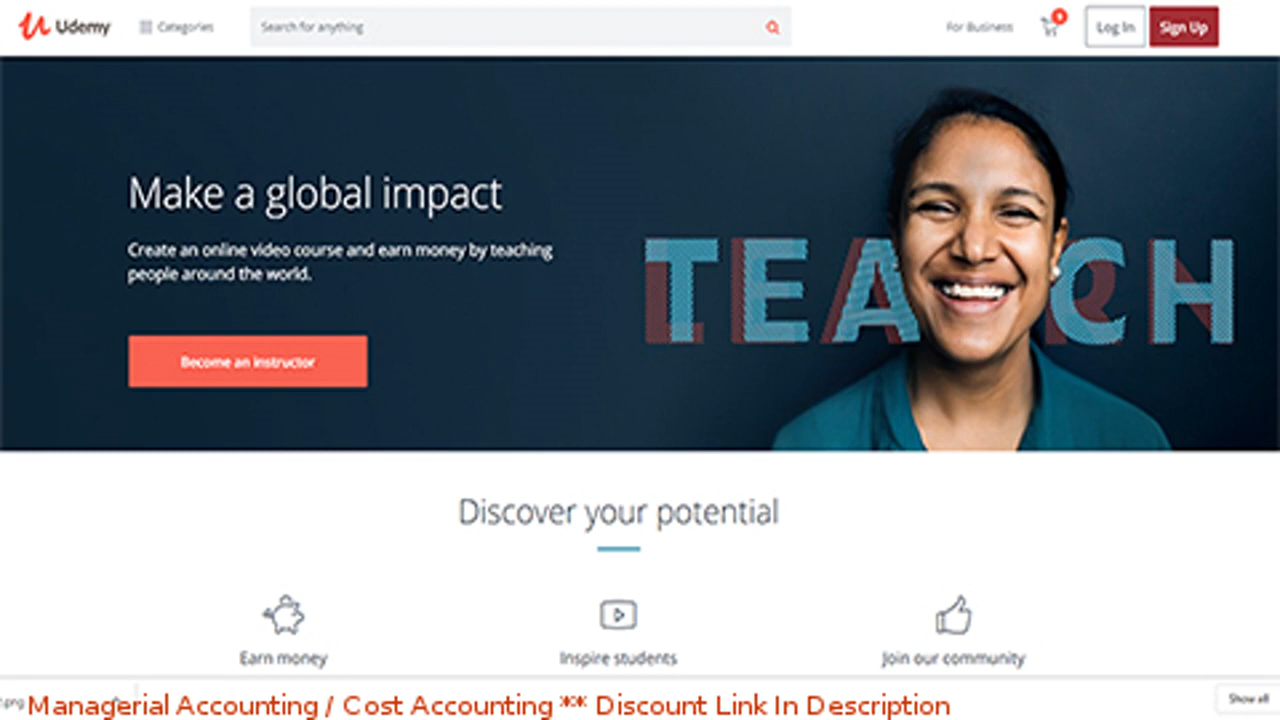 Udemy
Categories
Search for anything
For Business
Log In
Sign Up
Make a global impact
Create an online video course and earn money by teaching
people around the world.
TEACH
Become an instructor
Discover your potential
Earn money
Inspire students
Join our community
Show all
Managerial Accounting / Cost Accounting ** Discount Link In Description